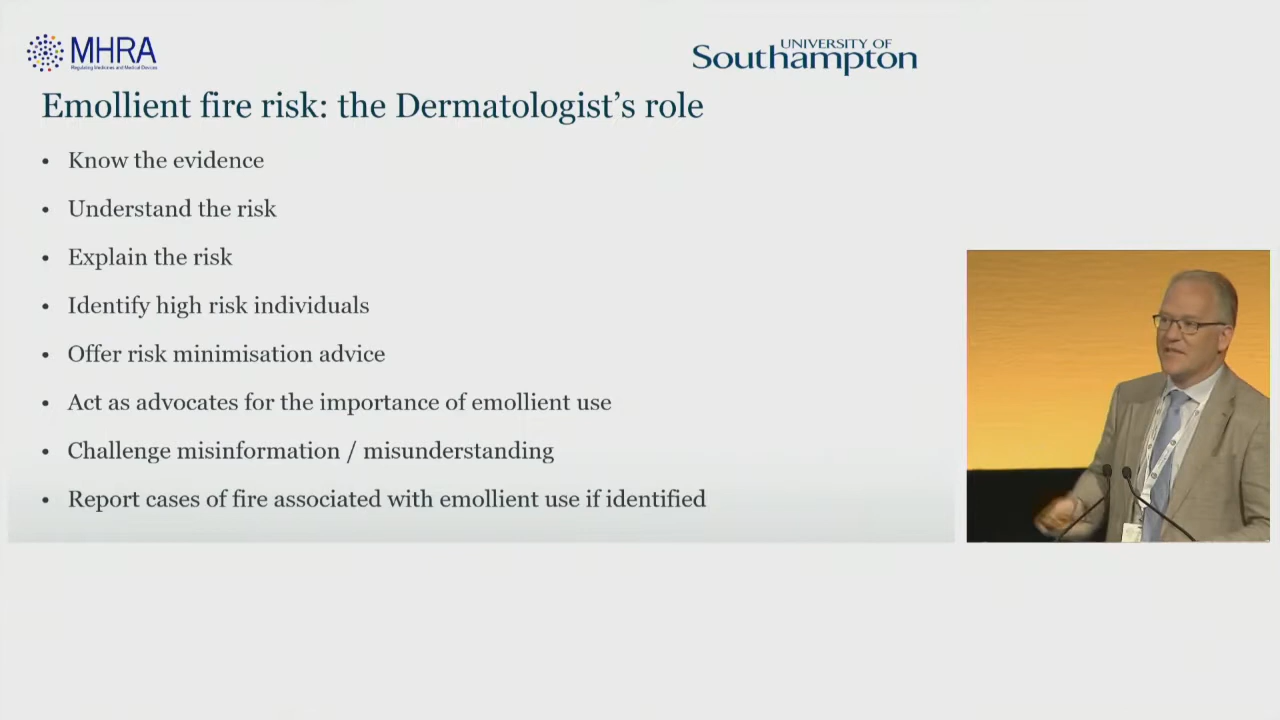 MHRA
Regulating Medicines and Medical Devices
UNIVERSITY OF
Southampton
Emollient fire risk: the Dermatologist’s role
• Know the evidence
• Understand the risk
• Explain the risk
• Identify high risk individuals
• Offer risk minimisation advice
• Act as advocates for the importance of emollient use
• Challenge misinformation / misunderstanding
• Report cases of fire associated with emollient use if identified